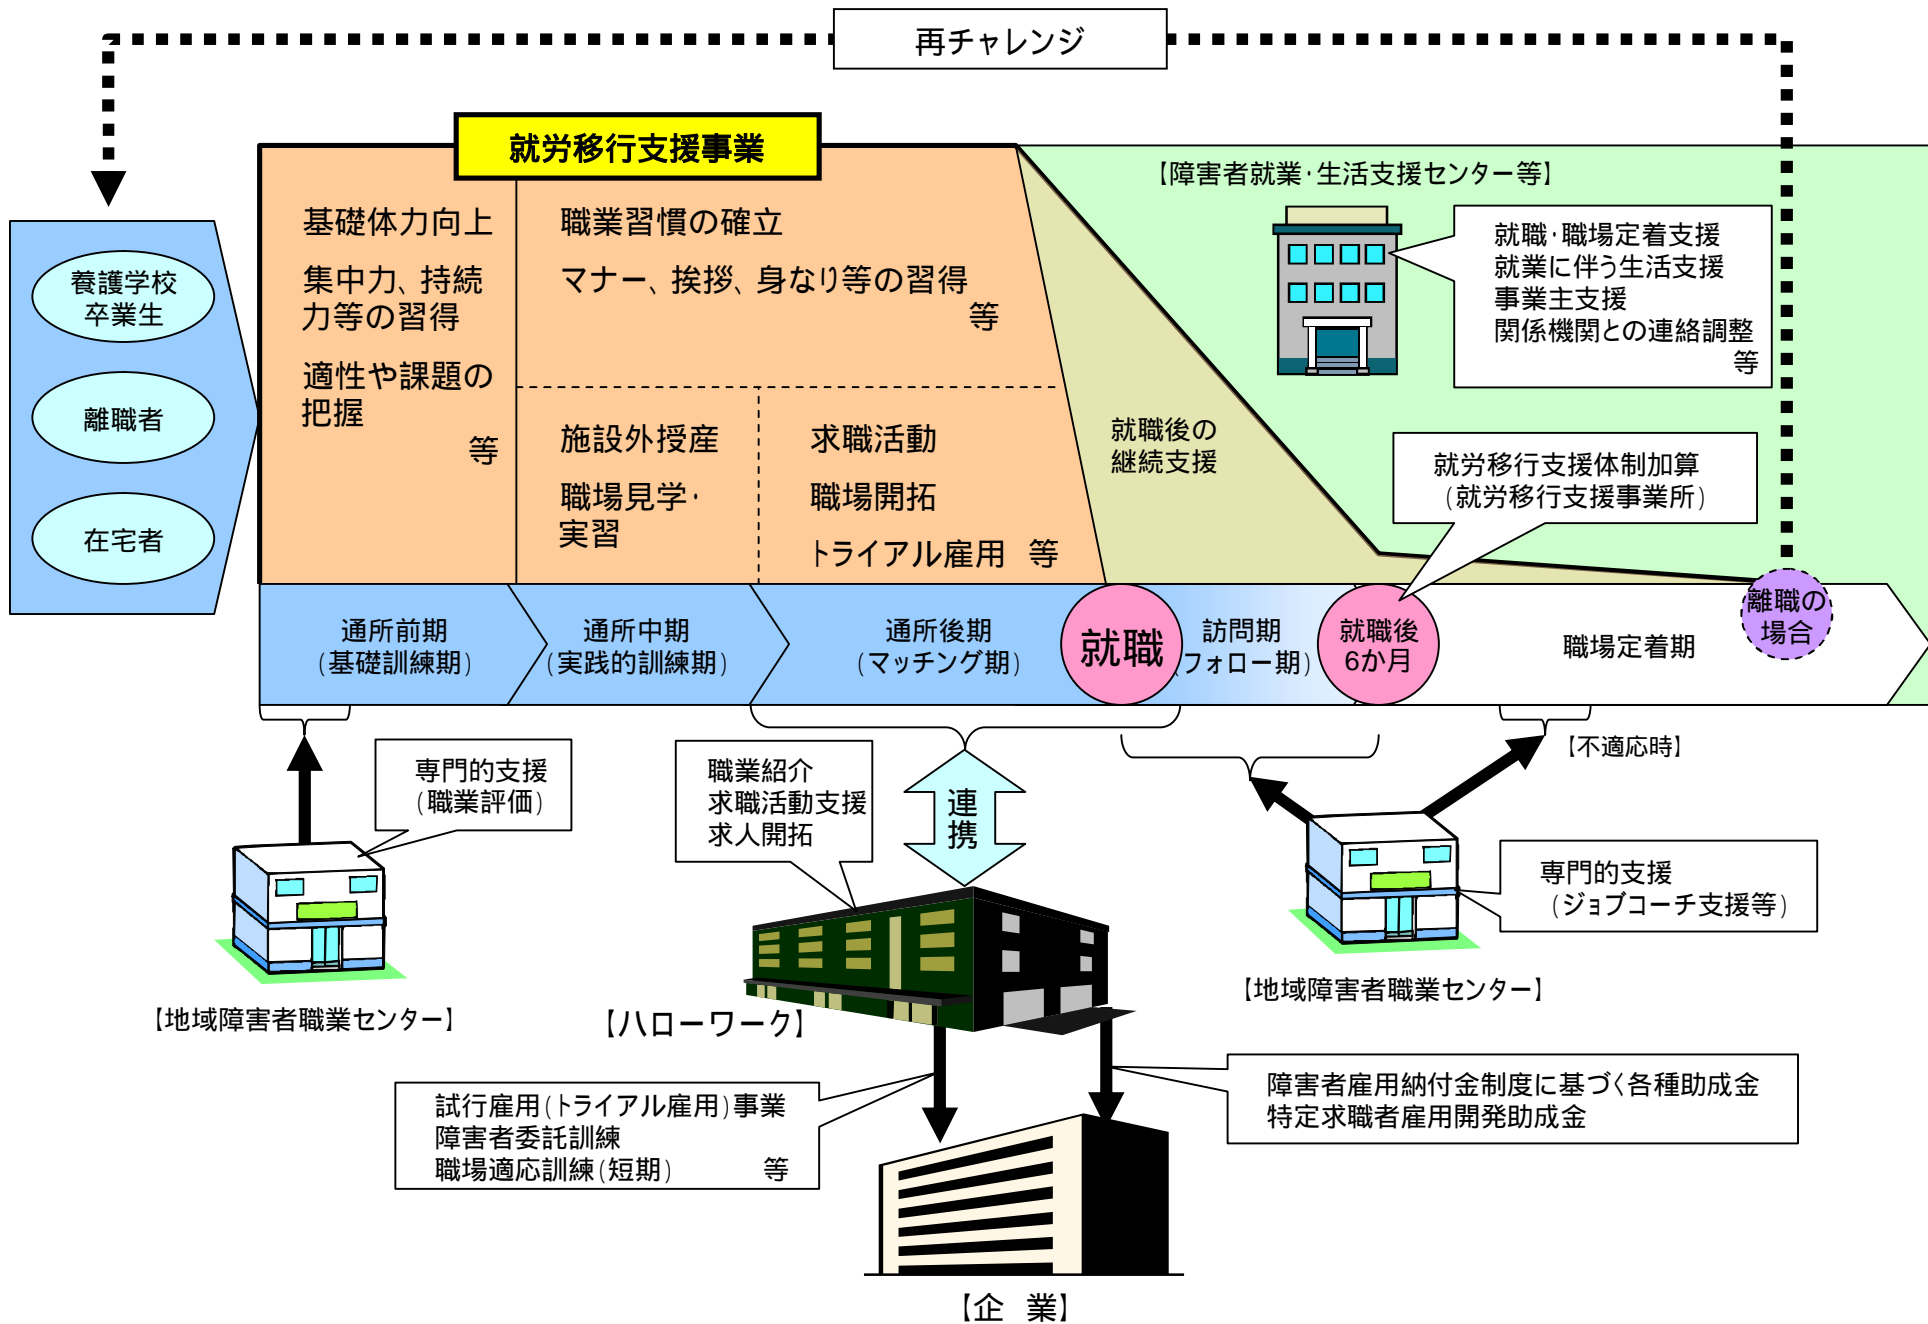 再チャレンジ
就労移行支援事業
養護学校
卒業生
離職者
在宅者
基礎体力向上
集中力、持続
力等の習得
適性や課題の
把握
等
職業習慣の確立
マナー、挨拶、身なり等の習得
等
施設外授産
職場見学・
実習
求職活動
職場開拓
トライアル雇用 等
就職後の
継続支援
【障害者就業・生活支援センター等】
就職・職場定着支援
就業に伴う生活支援
事業主支援
関係機関との連絡調整
等
就労移行支援体制加算
(就労移行支援事業所)
通所前期
(基礎訓練期)
通所中期
(実践的訓練期)
通所後期
(マッチング期)
就職
訪問期
(フォロー期)
就職後
6か月
職場定着期
離職の
場合
専門的支援
(職業評価)
【地域障害者職業センター】
職業紹介
求職活動支援
求人開拓
連
携
【ハローワーク】
【不適応時】
専門的支援
(ジョブコーチ支援等)
【地域障害者職業センター】
試行雇用(トライアル雇用)事業
障害者委託訓練
職場適応訓練(短期) 等
障害者雇用納付金制度に基づく各種助成金
特定求職者雇用開発助成金
【企 業】